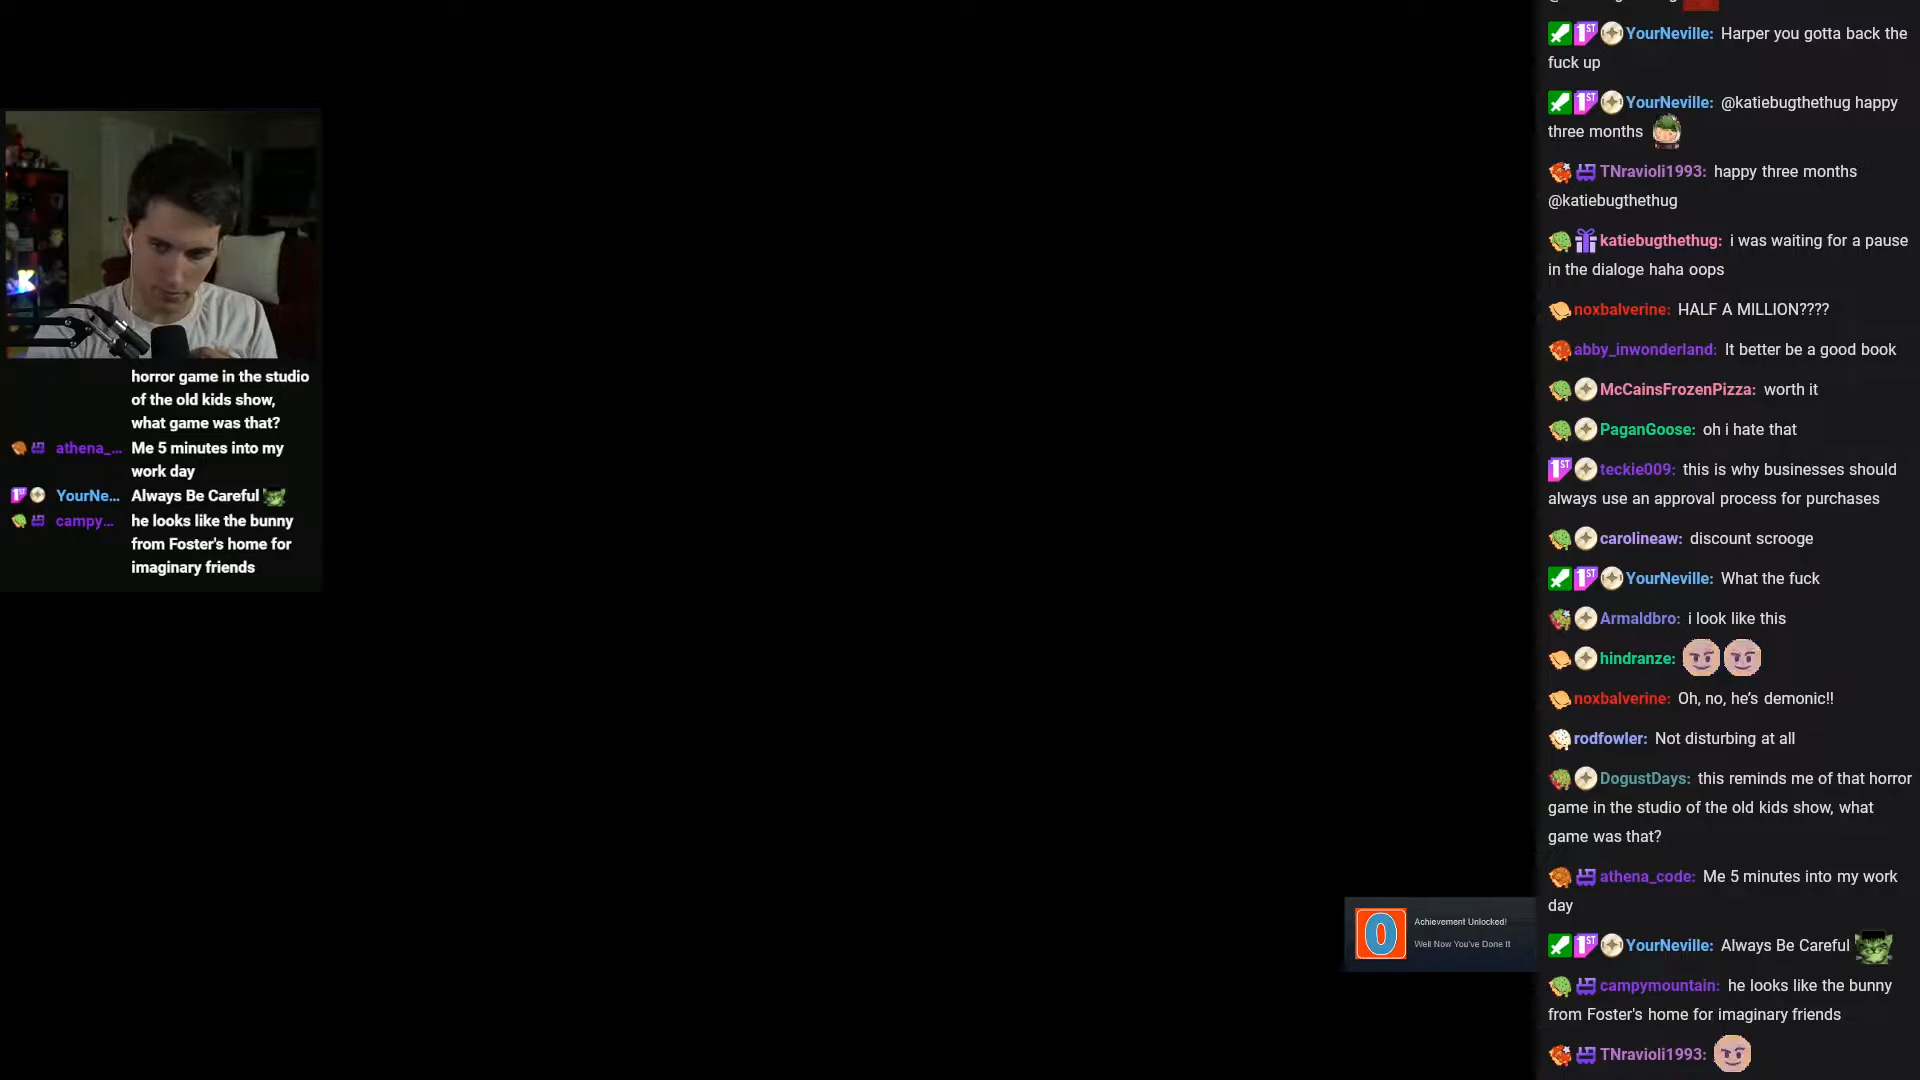 horror game in the studio
of the old kids show,
what game was that?
athena_... Me 5 minutes into my
work day
YourNe... Always Be Careful
campy... he looks like the bunny
from Foster's home for
imaginary friends
0
Achievement Unlocked!
Well Now You've Done It
YourNeville: Harper you gotta back the
fuck up
YourNeville: @katiebugthethug happy
three months
TNravioli1993: happy three months
@katiebugthethug
katiebugthethug: i was waiting for a pause
in the dialoge haha oops
noxbalverine: HALF A MILLION????
abby_inwonderland: It better be a good book
McCainsFrozenPizza: worth it
PaganGoose: oh i hate that
teckie009: this is why businesses should
always use an approval process for purchases
carolineaw: discount scrooge
YourNeville: What the fuck
Armaldbro: i look like this
hindranze:
noxbalverine: Oh, no, he’s demonic!!
rodfowler: Not disturbing at all
DogustDays: this reminds me of that horror
game in the studio of the old kids show, what
game was that?
athena_code: Me 5 minutes into my work
day
YourNeville: Always Be Careful
campymountain: he looks like the bunny
from Foster's home for imaginary friends
TNravioli1993: